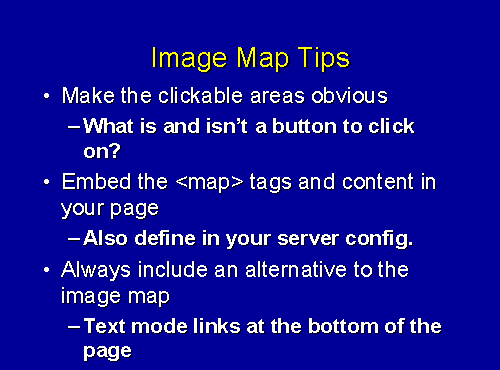 Image Map Tips
• Make the clickable areas obvious
–What is and isn't a button to click
on?
• Embed the <map> tags and content in
your page
–Also define in your server config.
• Always include an alternative to the
image map
–Text mode links at the bottom of the
page